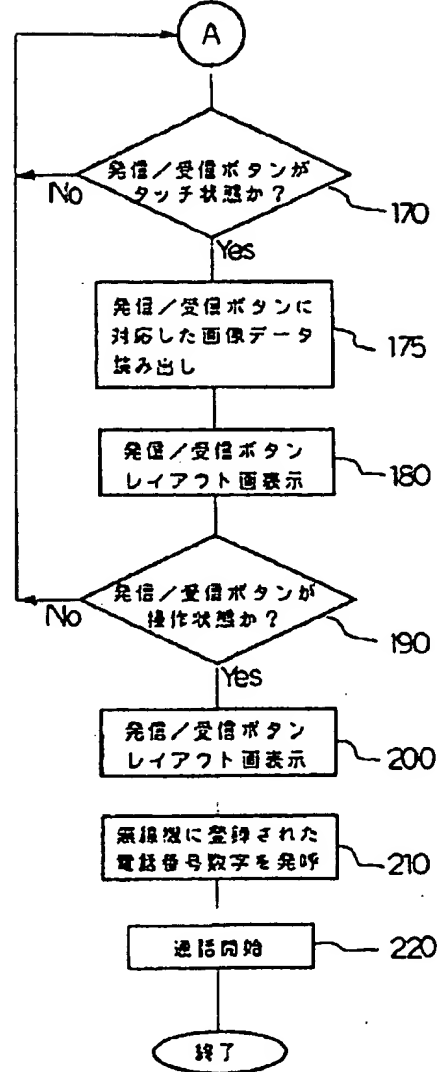 A
発信／受信ボタンが
タッチ状態か？
No
170
Yes
発信／受信ボタンに
対応した画像データ
読み出し
175
発信／受信ボタン
レイアウト画表示
180
発信／受信ボタンが
操作状態か？
No
190
Yes
発信／受信ボタン
レイアウト画表示
200
無線機に登録された
電話番号数字を発呼
210
通話開始
220
終了